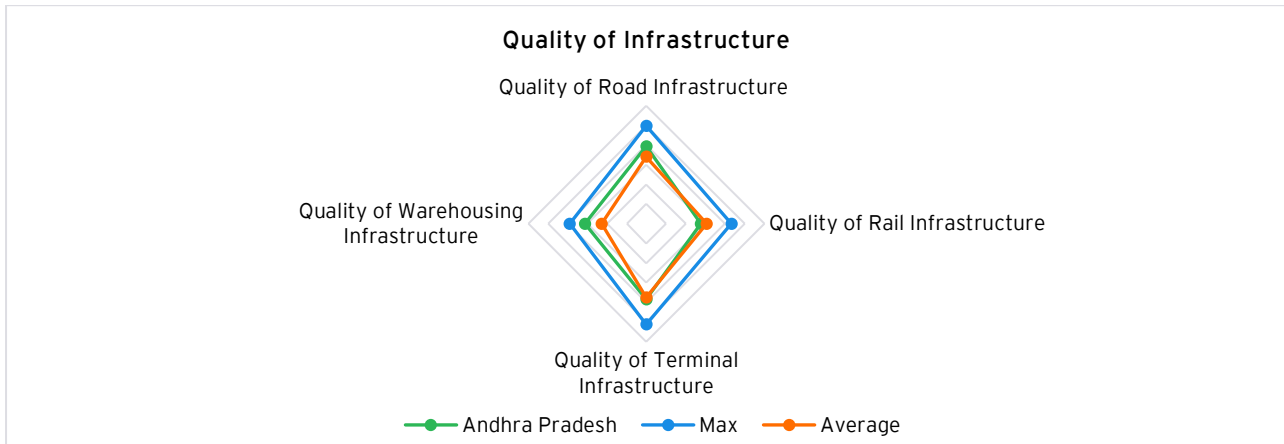 Quality of Infrastructure
Quality of Road Infrastructure
Quality of Warehousing
Infrastructure
Quality of Rail Infrastructure
Quality of Terminal
Infrastructure
Andhra Pradesh Max Average